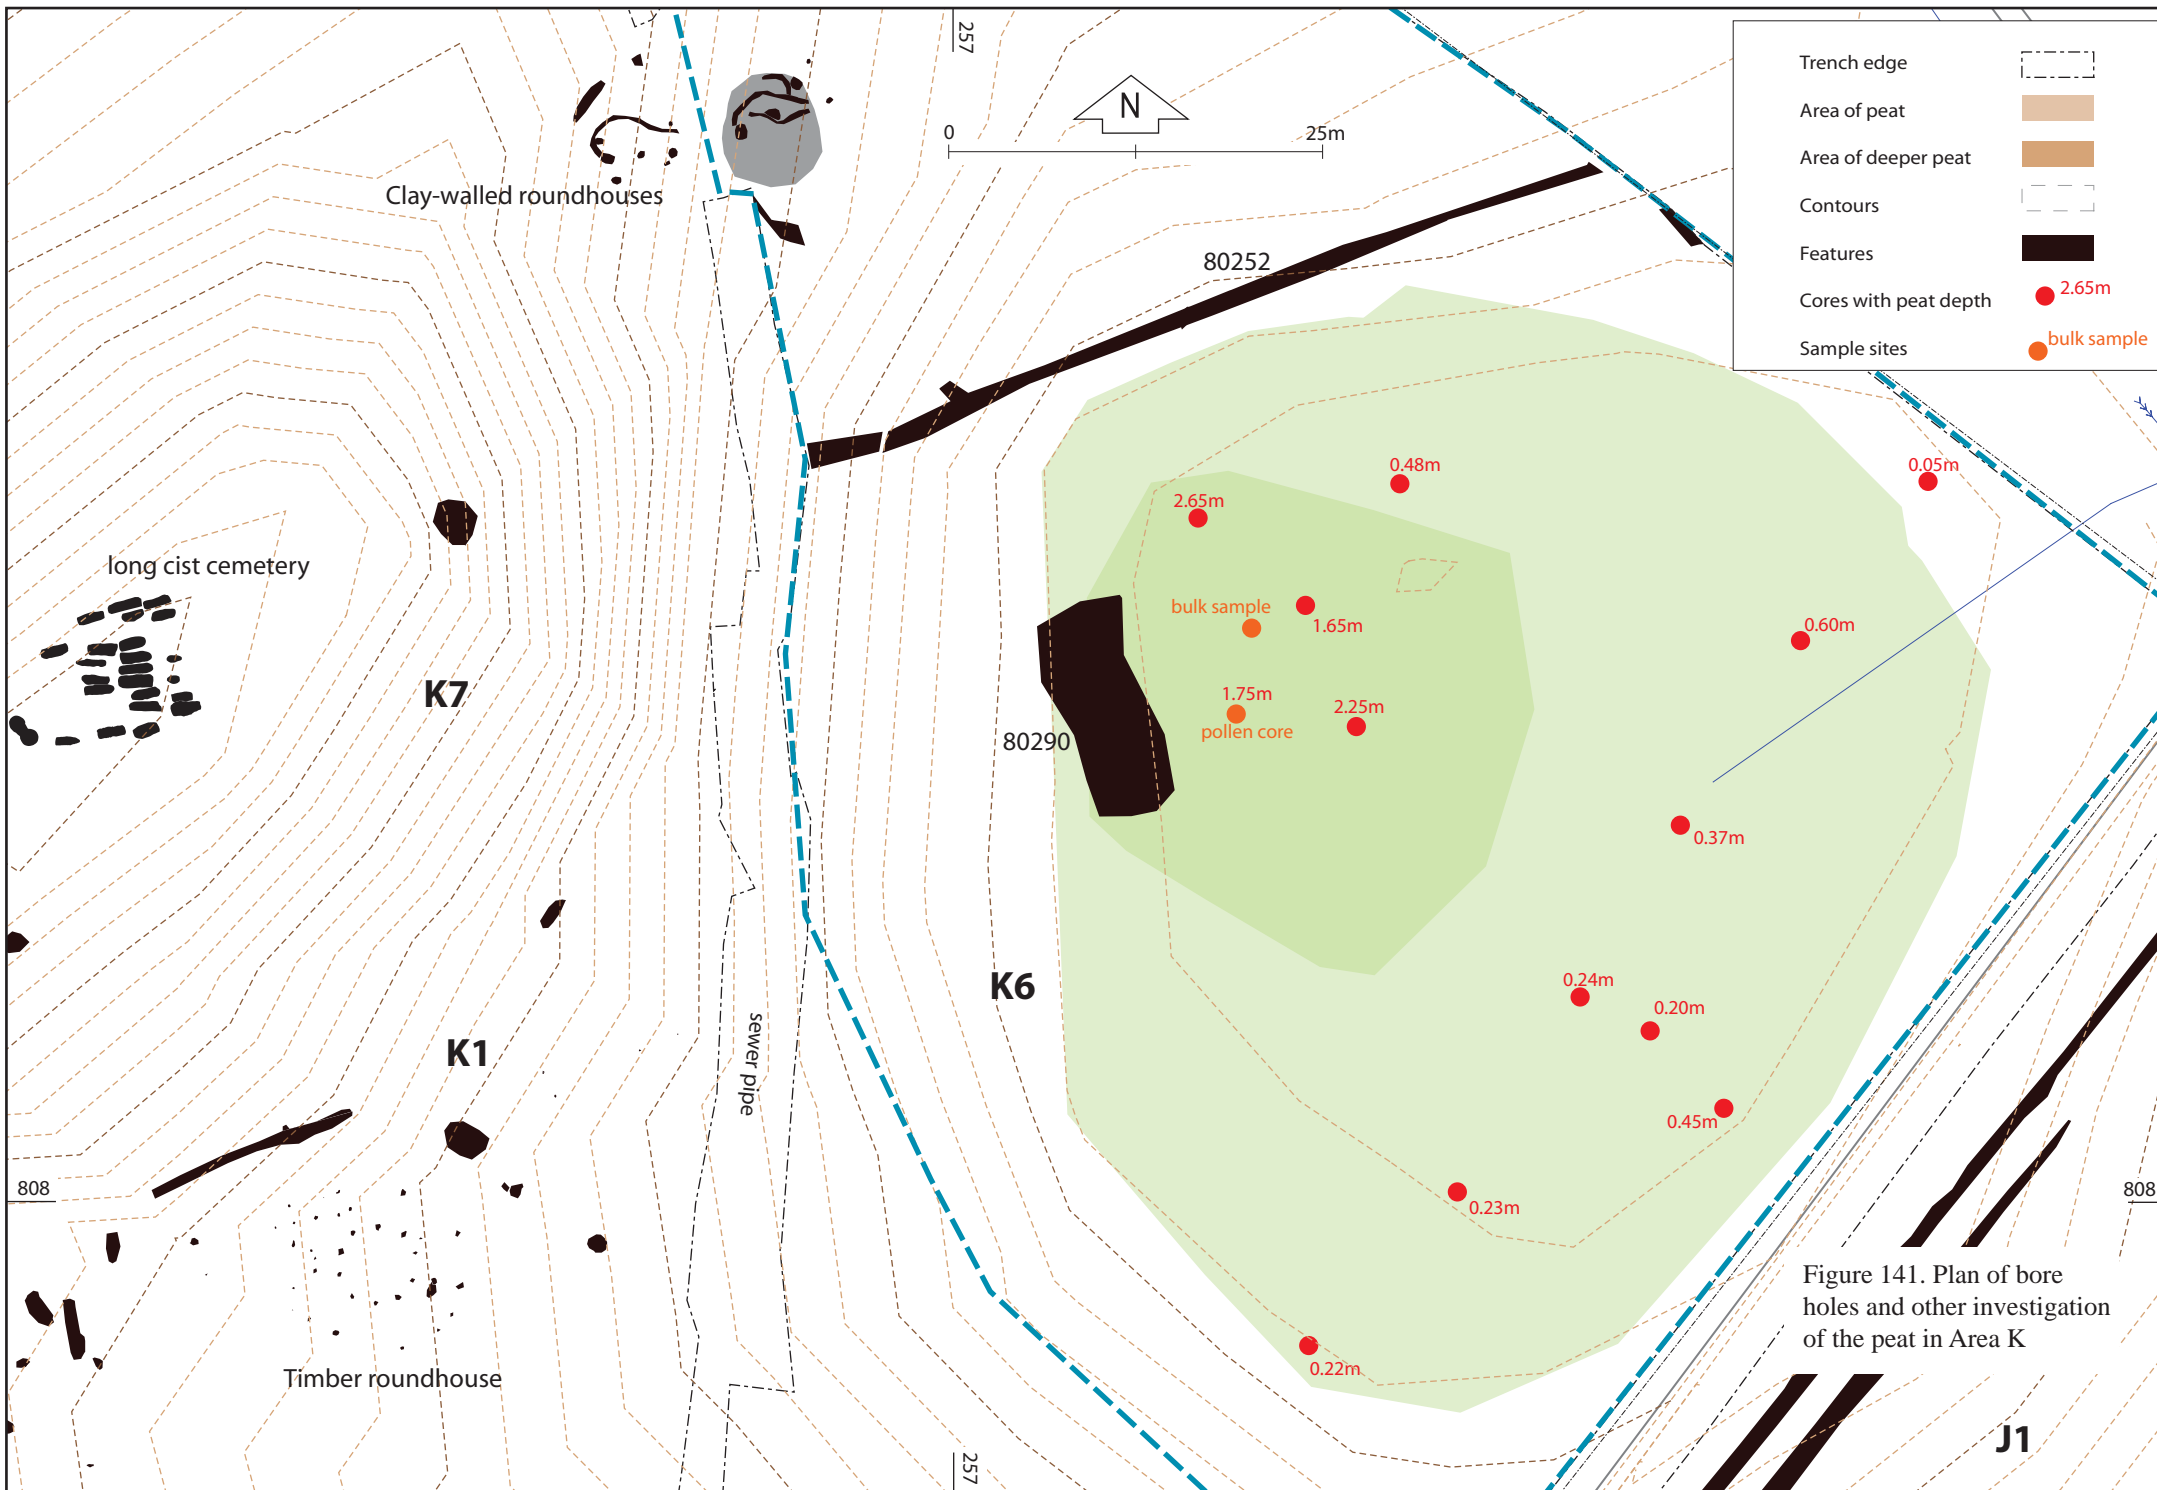 257
N
0
25m
Clay-walled roundhouses
80252
Trench edge
Area of peat
Area of deeper peat
Contours
Features
Cores with peat depth
2.65m
Sample sites
bulk sample
0.48m
0.05m
2.65m
long cist cemetery
bulk sample
1.65m
0.60m
K7
1.75m
pollen core
2.25m
80290
0.37m
K6
0.24m
0.20m
K1
sewer pipe
0.45m
808
808
0.23m
Figure 141. Plan of bore
holes and other investigation
of the peat in Area K
0.22m
Timber roundhouse
J1
257